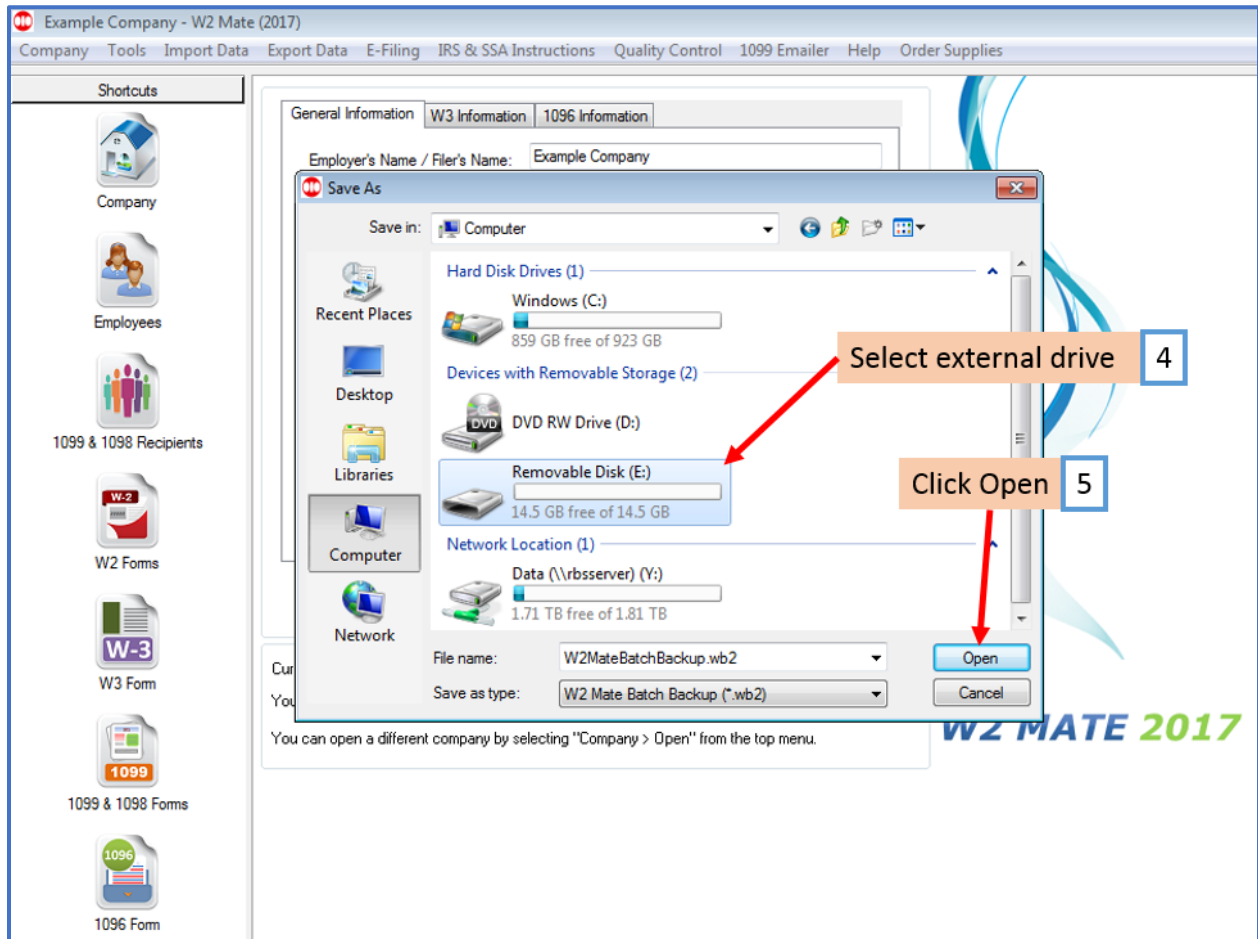 Example Company - W2 Mate (2017)
Company Tools Import Data Export Data E-Filing IRS & SSA Instructions Quality Control 1099 Emailer Help Order Supplies
Shortcuts
Company
Employees
1099 & 1098 Recipients
W-2
W2 Forms
W-3
W3 Form
1099
1099 & 1098 Forms
1096
1096 Form
General Information W3 Information 1096 Information
Employer's Name / Filer's Name: Example Company
Save As
Save in: Computer
Recent Places
Desktop
Libraries
Computer
Network
Hard Disk Drives (1)
Windows (C:)
859 GB free of 923 GB
Devices with Removable Storage (2)
DVD
DVD RW Drive (D:)
Removable Disk (E:)
14.5 GB free of 14.5 GB
Network Location (1)
Data (\\rbsserver) (Y:)
1.71 TB free of 1.81 TB
Select external drive 4
Click Open 5
File name: W2MateBatchBackup.wb2 Open
Save as type: W2 Mate Batch Backup (*.wb2) Cancel
You can open a different company by selecting "Company > Open" from the top menu.
W2 MATE 2017